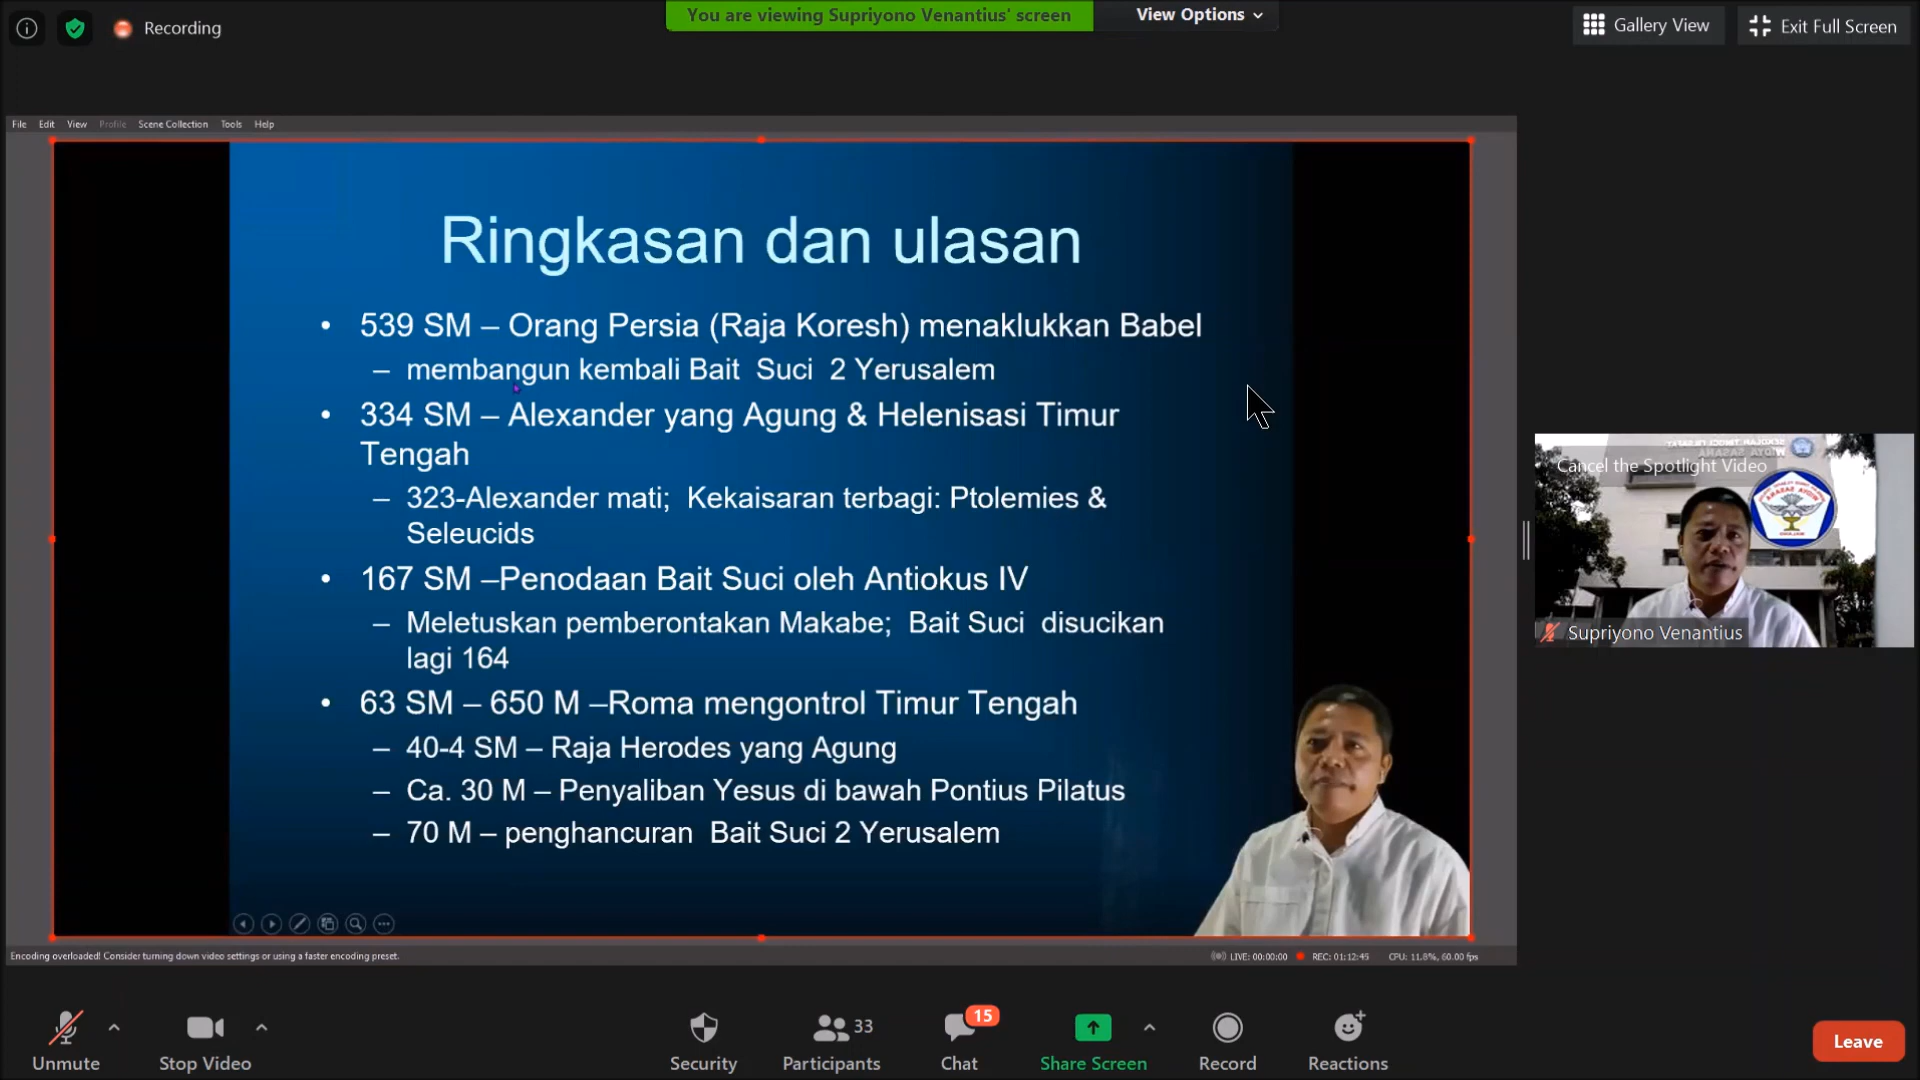 Recording
You are viewing Supriyono Venantius' screen
View Options
Gallery View
Exit Full Screen
File Edit View Profile Scene Collection Tools Help
Ringkasan dan ulasan
• 539 SM – Orang Persia (Raja Koresh) menaklukkan Babel
– membangun kembali Bait Suci 2 Yerusalem
• 334 SM – Alexander yang Agung & Helenisasi Timur
Tengah
– 323-Alexander mati; Kekaisaran terbagi: Ptolemies &
Seleucids
• 167 SM –Penodaan Bait Suci oleh Antiokus IV
– Meletuskan pemberontakan Makabe; Bait Suci disucikan
lagi 164
• 63 SM – 650 M –Roma mengontrol Timur Tengah
– 40-4 SM – Raja Herodes yang Agung
– Ca. 30 M – Penyaliban Yesus di bawah Pontius Pilatus
– 70 M – penghancuran Bait Suci 2 Yerusalem
Cancel the Spotlight Video
Supriyono Venantius
Encoding overloaded! Consider turning down video settings or using a faster encoding preset.
LIVE: 00:00:00
REC: 01:12:45
CPU: 11.8%, 60.00 fps
Unmute
Stop Video
Security
33
Participants
15
Chat
Share Screen
Record
Reactions
Leave